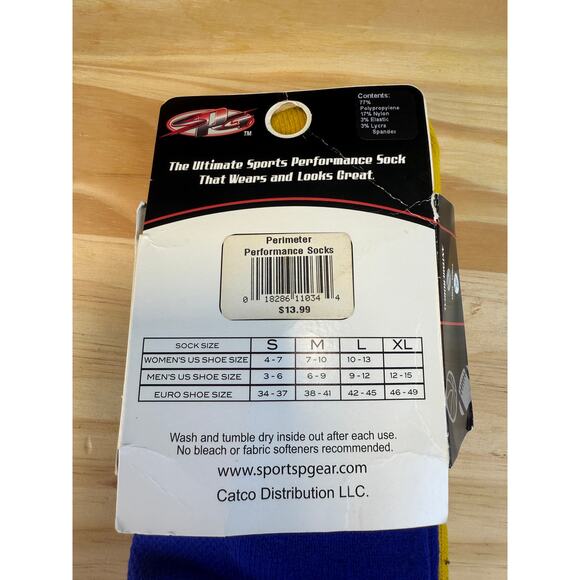 Contents:
77%
Polypropylene
17% Nylon
3% Elastic
3% Lycra
Spandex
TM
The Ultimate Sports Performance Sock
That Wears and Looks Great.
Perimeter
Performance Socks
0 18286 11034 4
$13.99
SOCK SIZE S M L XL
WOMEN'S US SHOE SIZE 4 - 7 7 - 10 10 - 13
MEN'S US SHOE SIZE 3 - 6 6 - 9 9 - 12 12 - 15
EURO SHOE SIZE 34 - 37 38 - 41 42 - 45 46 - 49
Wash and tumble dry inside out after each use.
No bleach or fabric softeners recommended.
www.sportspgear.com
Catco Distribution LLC.